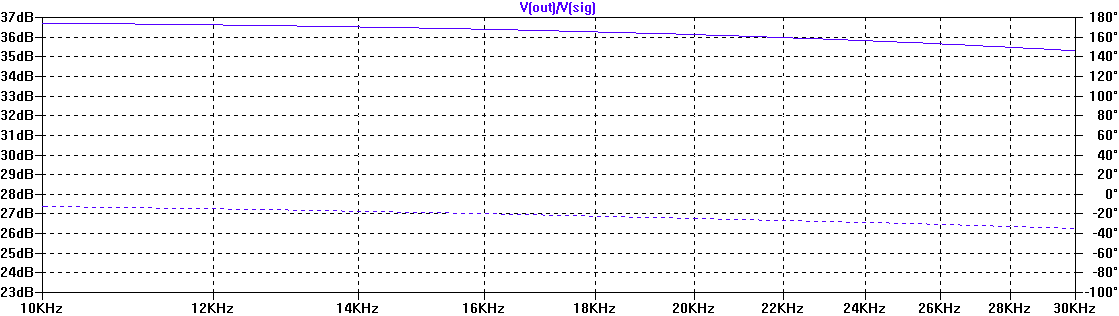 V(out)/V(sig)
37dB 180°
36dB 160°
35dB 140°
34dB 120°
33dB 100°
32dB 80°
31dB 60°
30dB 40°
29dB 20°
28dB 0°
27dB -20°
26dB -40°
25dB -60°
24dB -80°
23dB -100°
10KHz 12KHz 14KHz 16KHz 18KHz 20KHz 22KHz 24KHz 26KHz 28KHz 30KHz